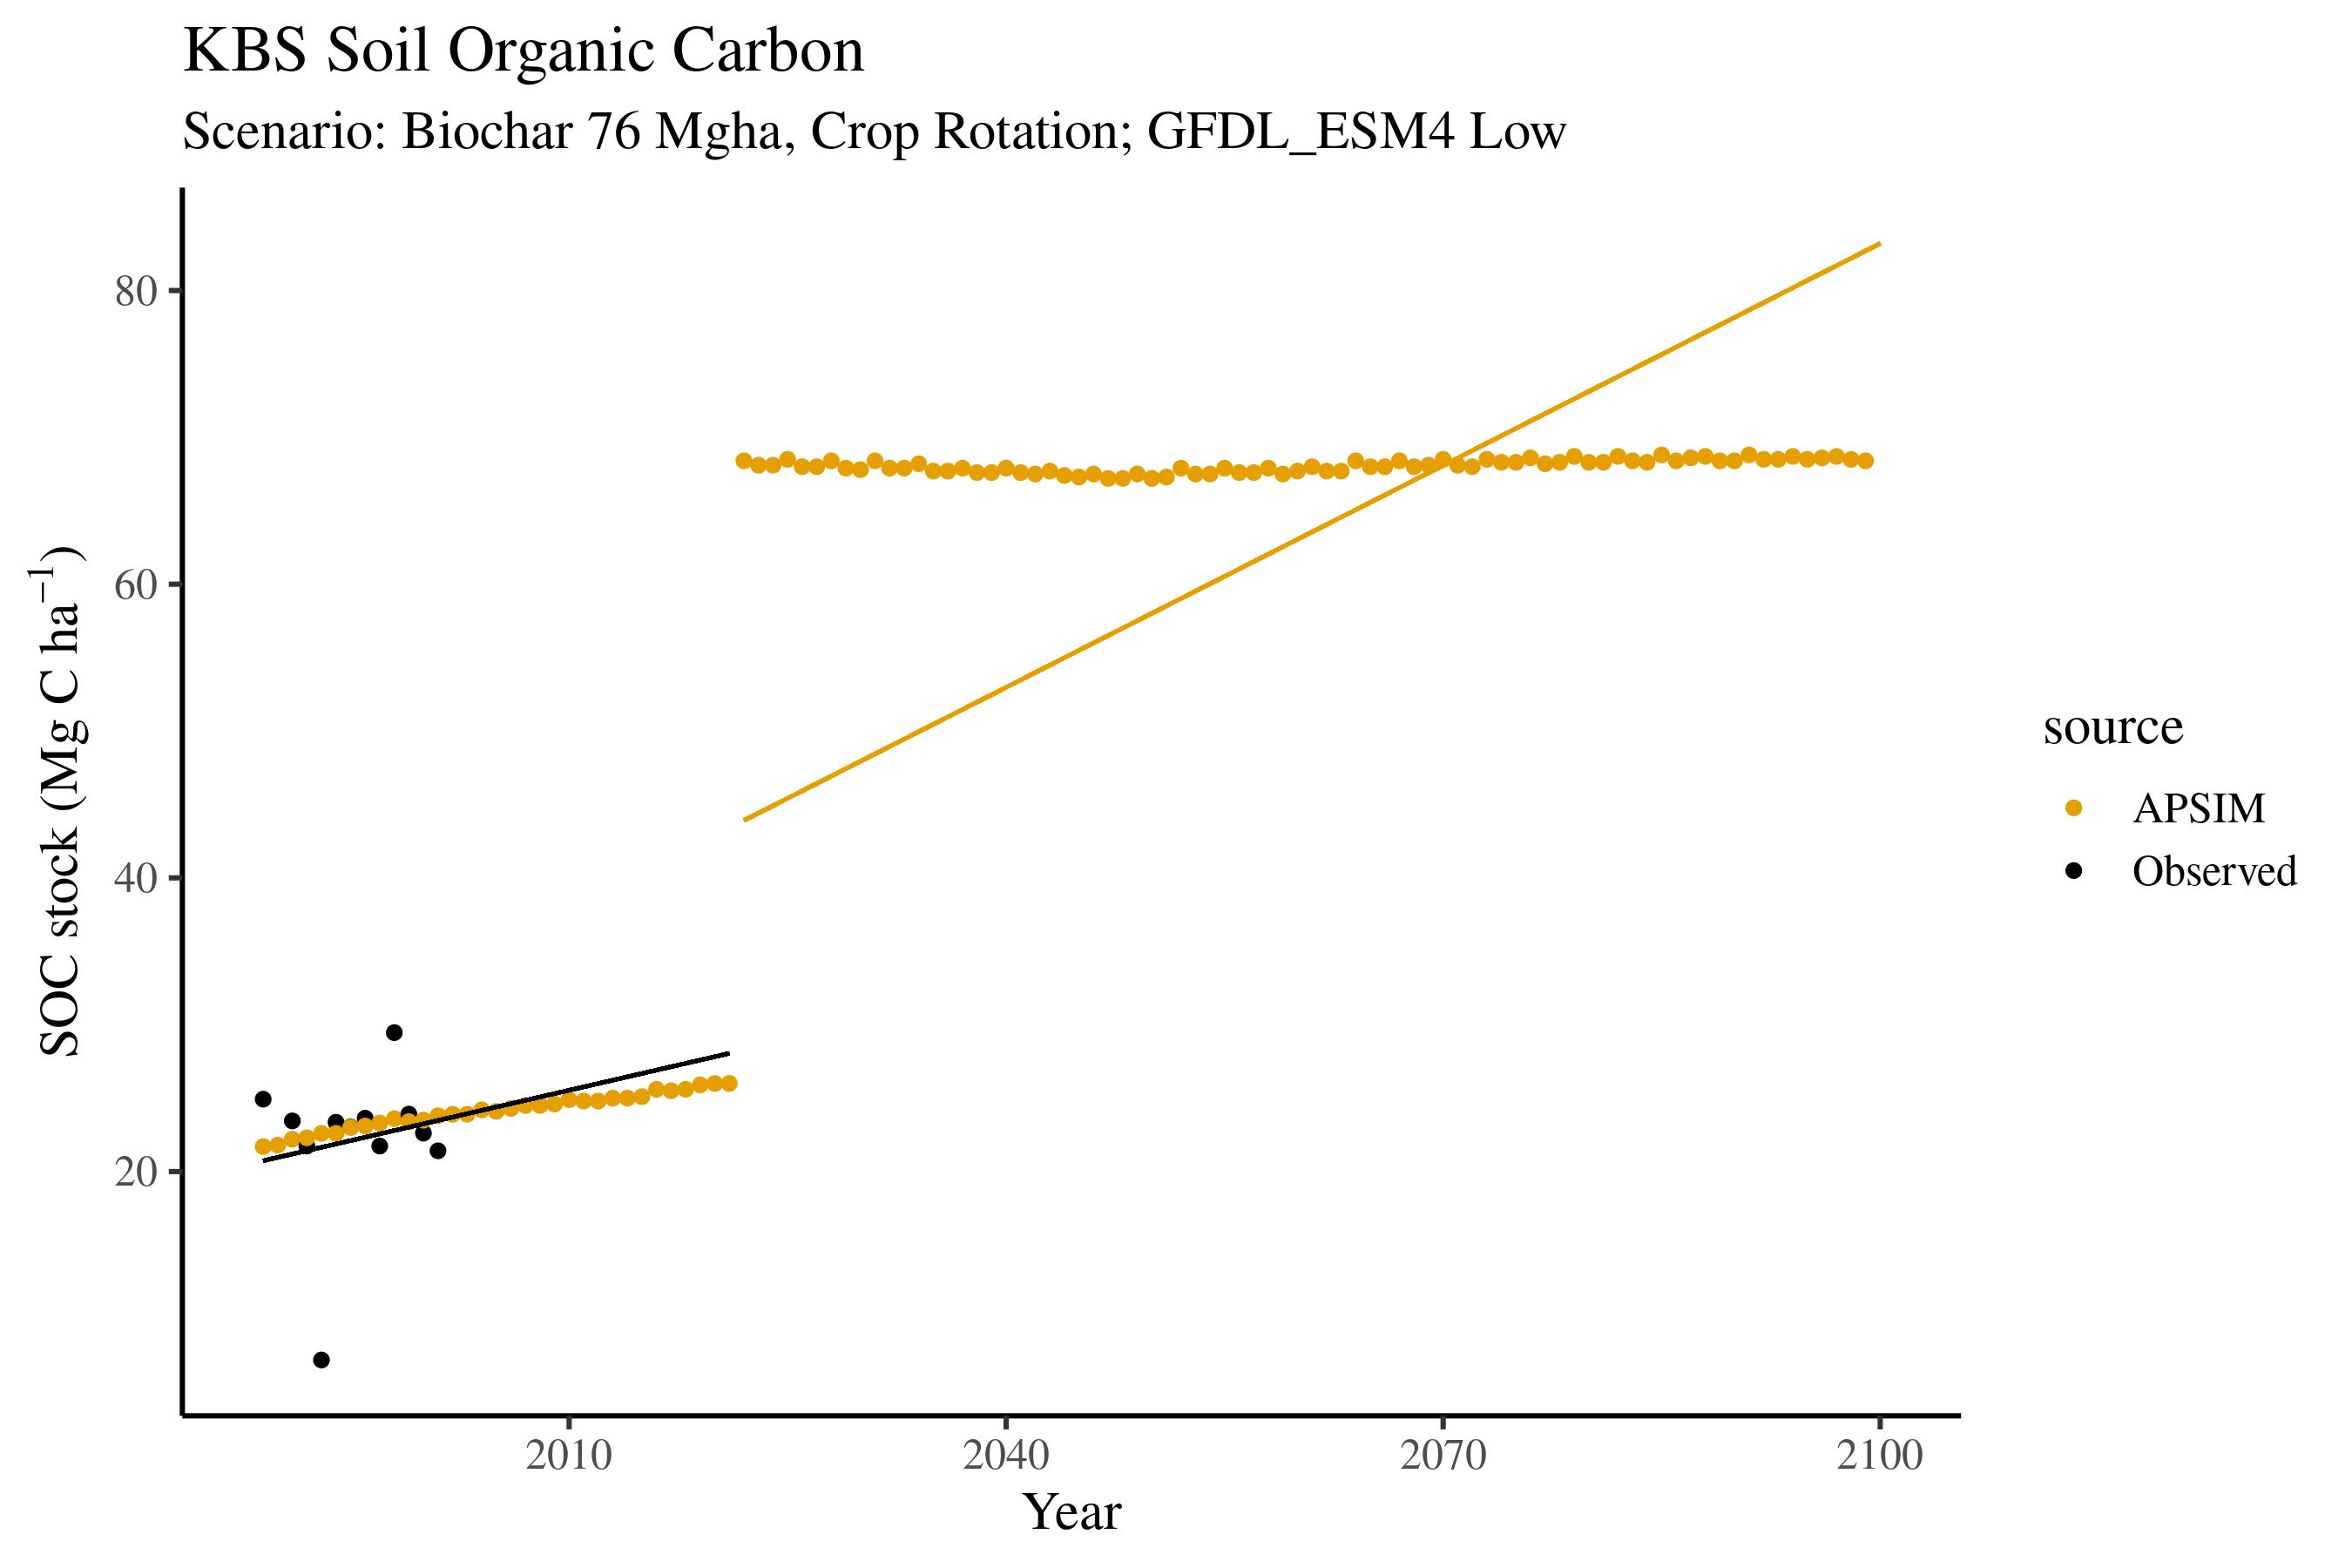 KBS Soil Organic Carbon
Scenario: Biochar 76 Mgha, Crop Rotation; GFDL_ESM4 Low
SOC stock (Mg C ha⁻¹)
80
60
40
20
2010 2040 2070 2100
Year
source
APSIM
Observed